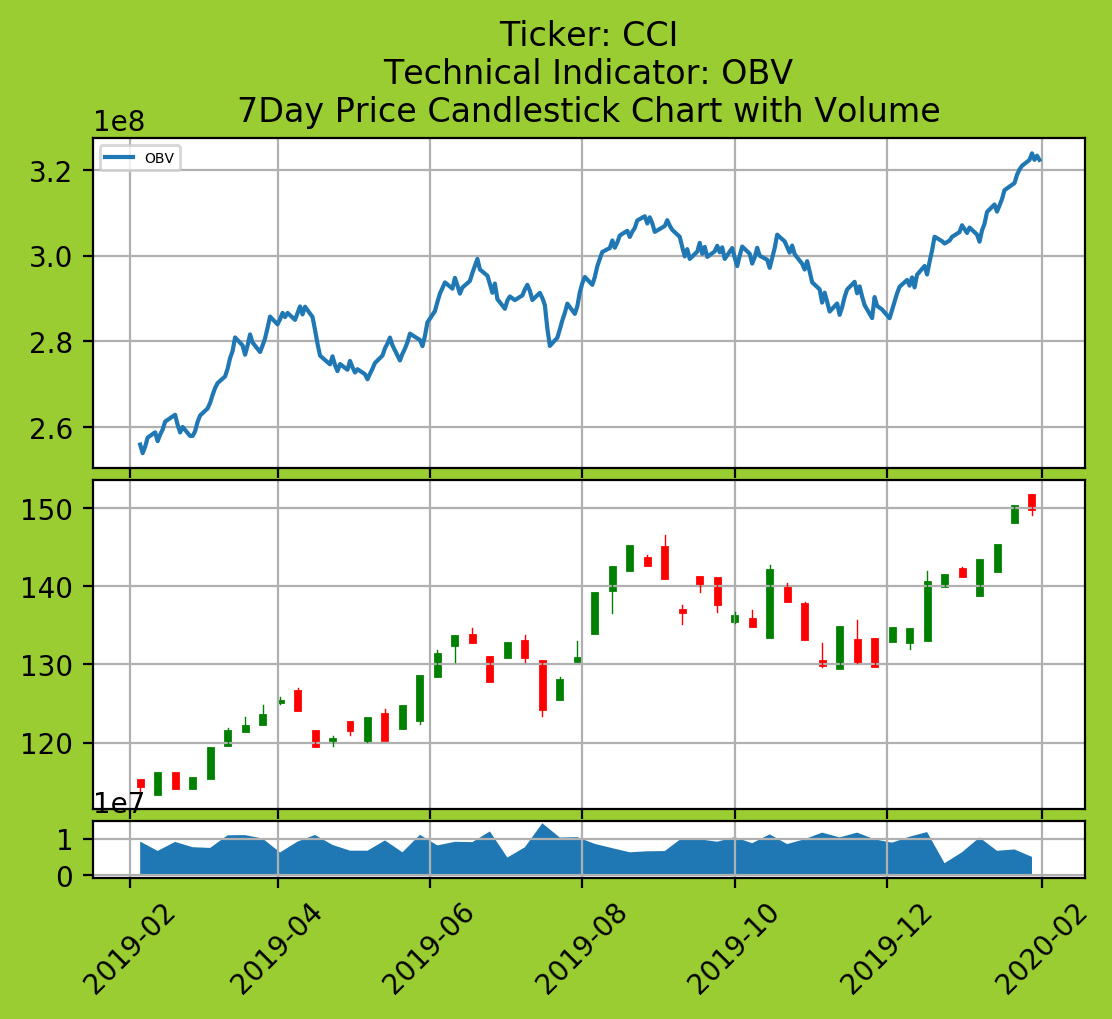 Ticker: CCI
Technical Indicator: OBV
7Day Price Candlestick Chart with Volume
1e8
OBV
3.2
3.0
2.8
2.6
150
140
130
120
1e7
1
0
2019-02
2019-04
2019-06
2019-08
2019-10
2019-12
2020-02